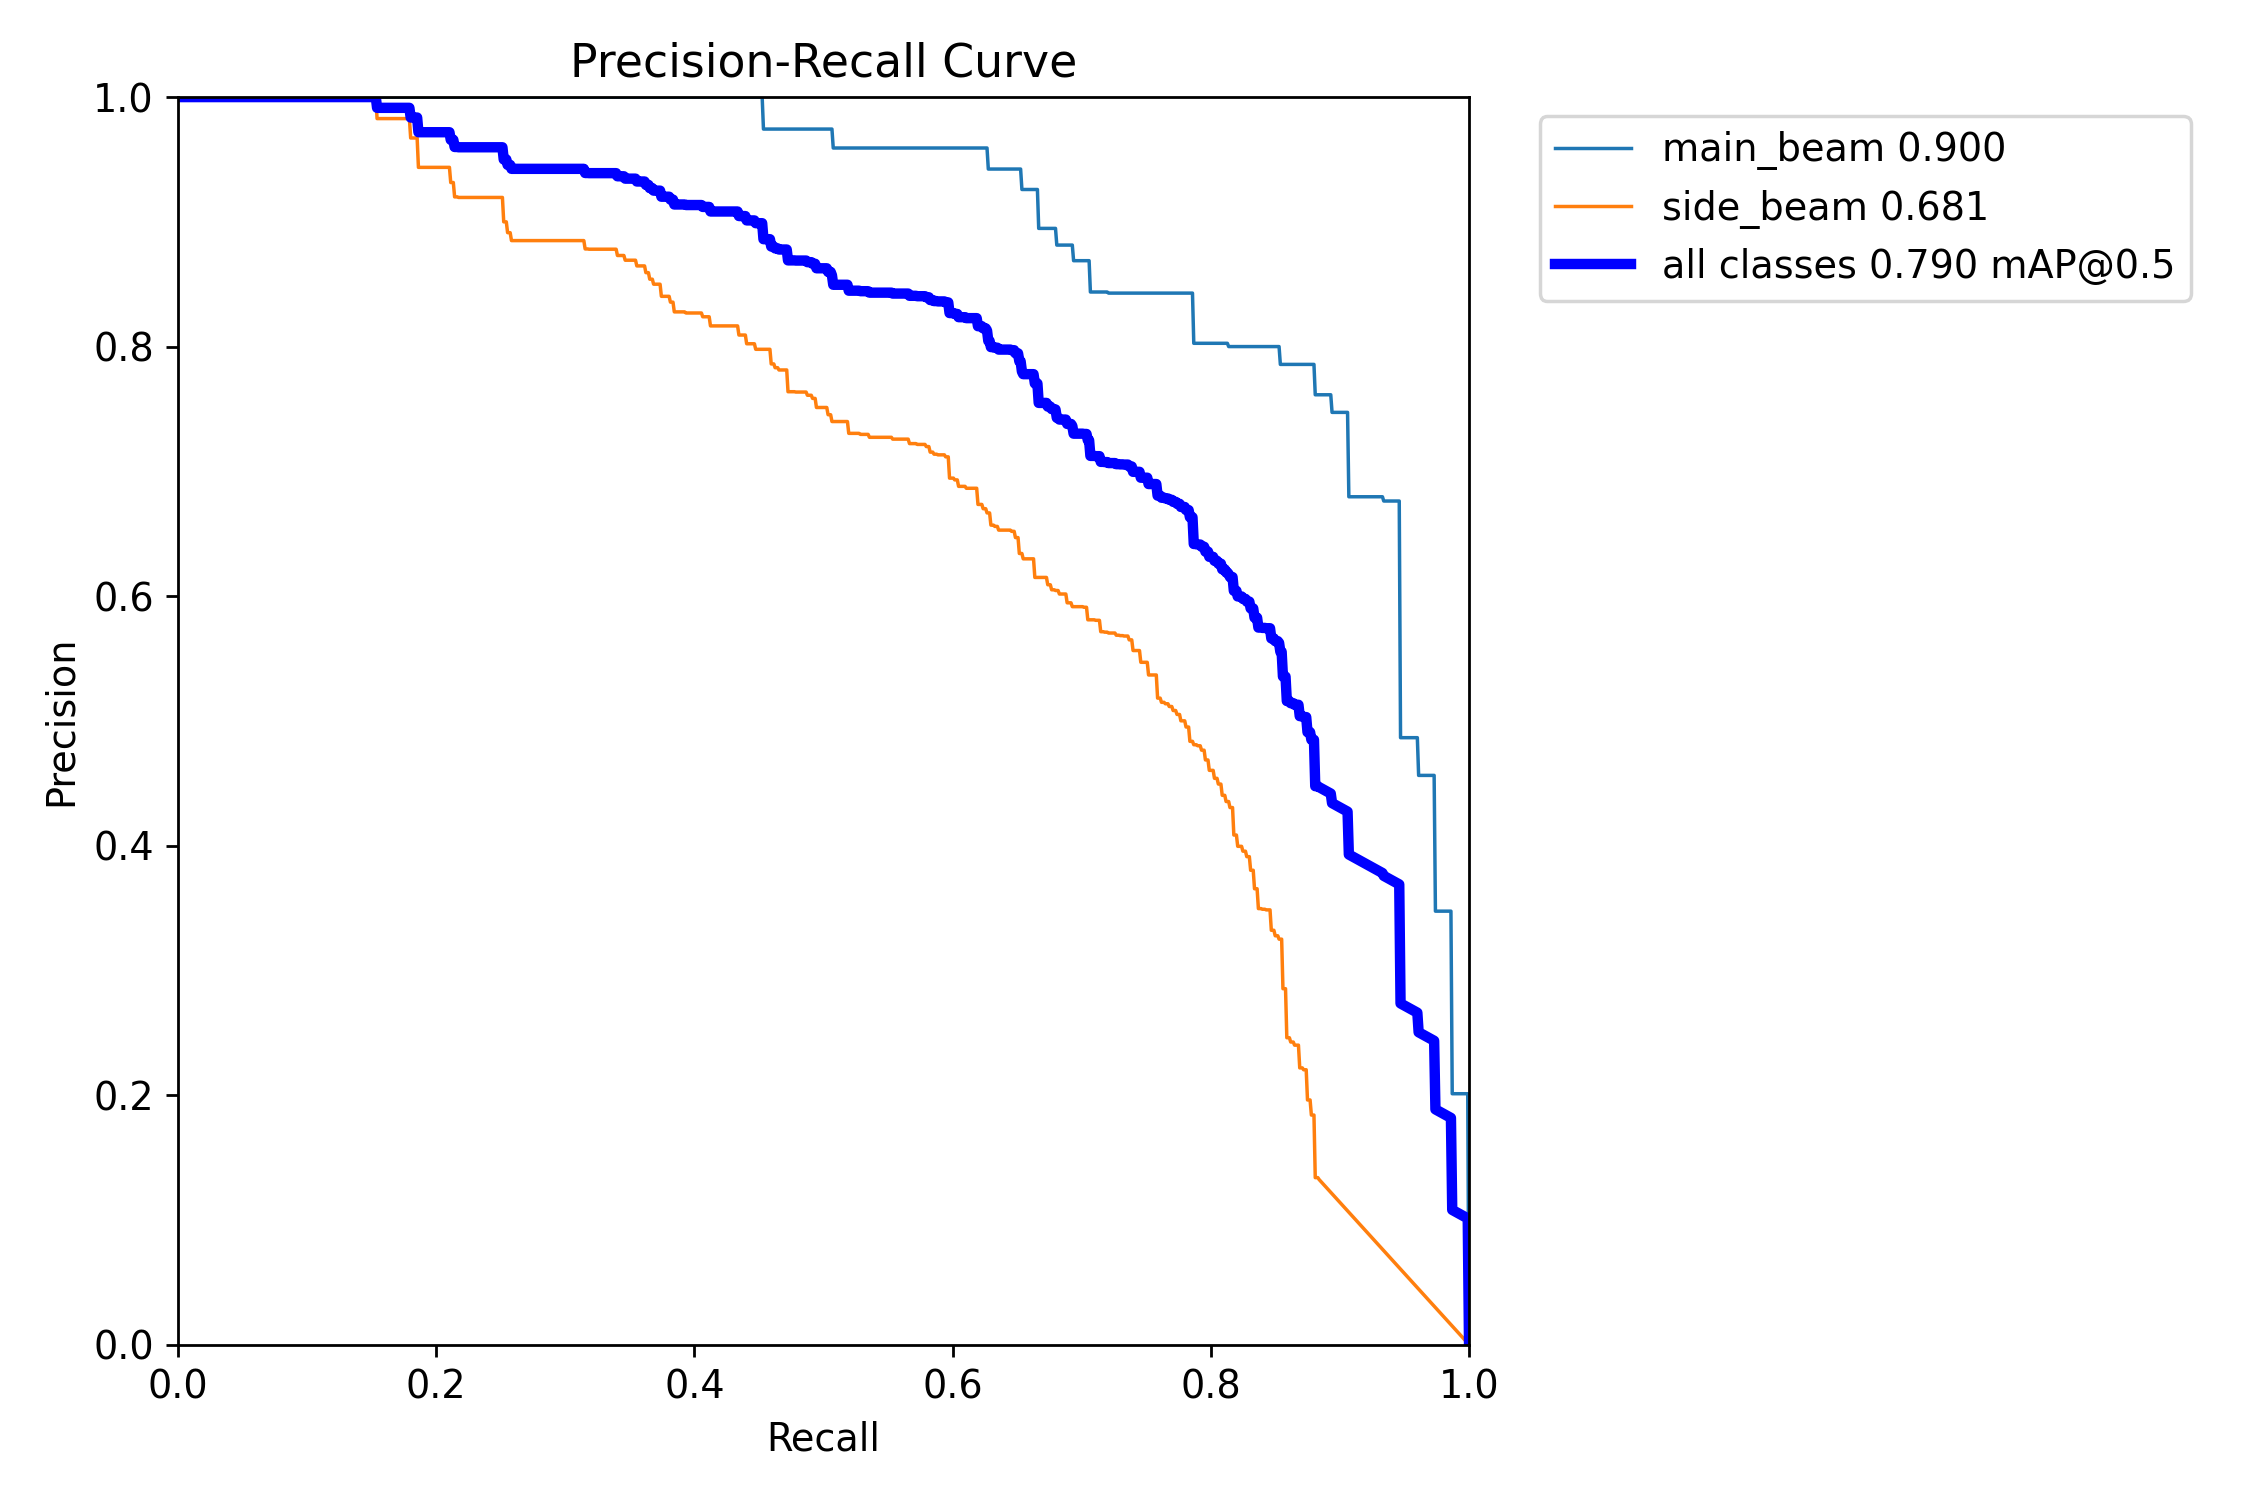 Precision-Recall Curve
1.0
0.8
0.6
0.4
0.2
0.0
Precision
0.0 0.2 0.4 0.6 0.8 1.0
Recall
main_beam 0.900
side_beam 0.681
all classes 0.790 mAP@0.5